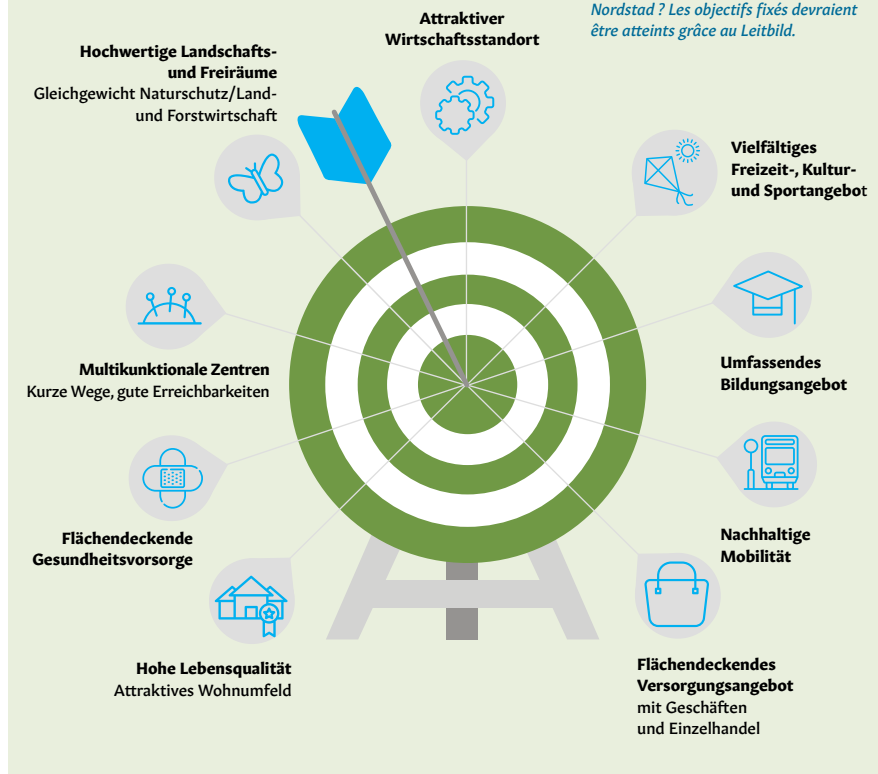 Nordstad ? Les objectifs fixés devraient
être atteints grâce au Leitbild.
Attraktiver
Wirtschaftsstandort
Hochwertige Landschafts-
und Freiräume
Gleichgewicht Naturschutz/Land-
und Forstwirtschaft
Vielfältiges
Freizeit-, Kultur-
und Sportangebot
Multikunktionale Zentren
Kurze Wege, gute Erreichbarkeiten
Umfassendes
Bildungsangebot
Flächendeckende
Gesundheitsvorsorge
Nachhaltige
Mobilität
Hohe Lebensqualität
Attraktives Wohnumfeld
Flächendeckendes
Versorgungsangebot
mit Geschäften
und Einzelhandel